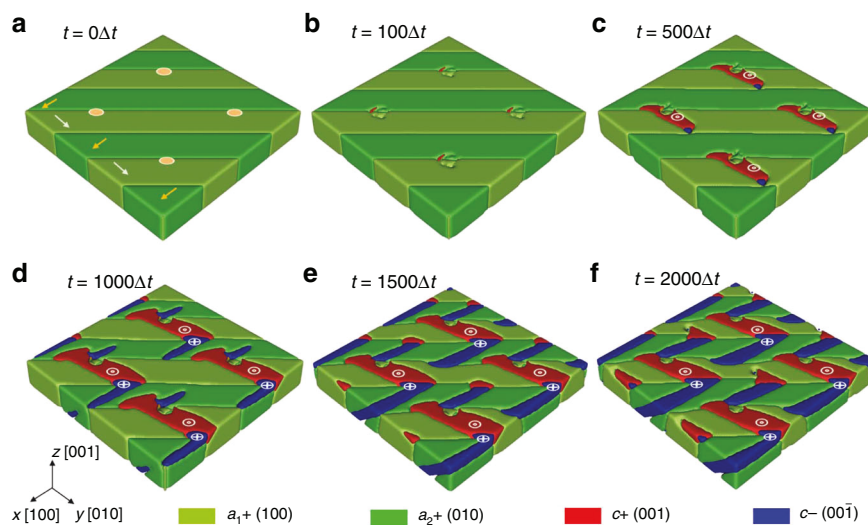 a t = 0Δt
b t = 100Δt
c t = 500Δt
d t = 1000Δt
e t = 1500Δt
f t = 2000Δt
z [001]
x [100] y [010]
a₁+ (100) a₂+ (010) c+ (001) c– (001̄)